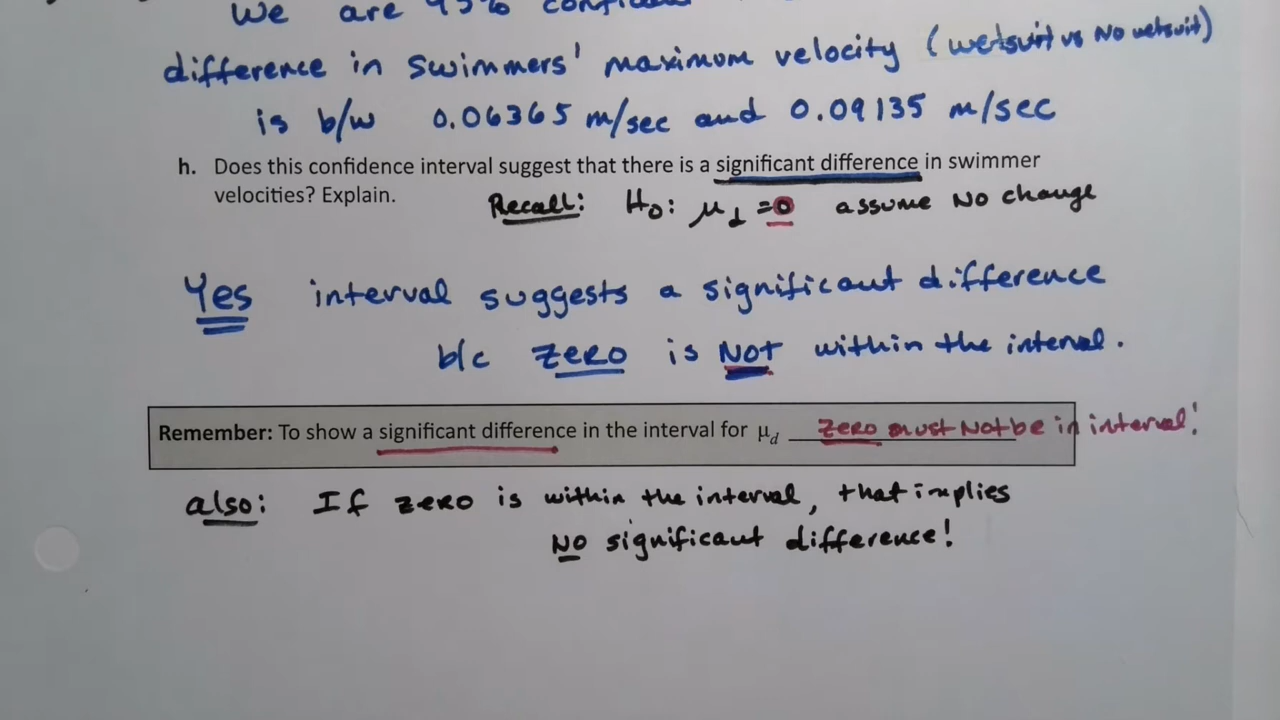 We are 95%
difference in swimmers' maximum velocity (wetsuit vs No wetsuit)
is b/w 0.06365 m/sec and 0.09135 m/sec
h. Does this confidence interval suggest that there is a significant difference in swimmer
velocities? Explain.
Recall: H₀: μd = 0 assume No change
Yes interval suggests a significant difference
b/c ZERO is NOT within the interval.
Remember: To show a significant difference in the interval for μd ZERO must Not be in interval!
also: If zero is within the interval, that implies
No significant difference!